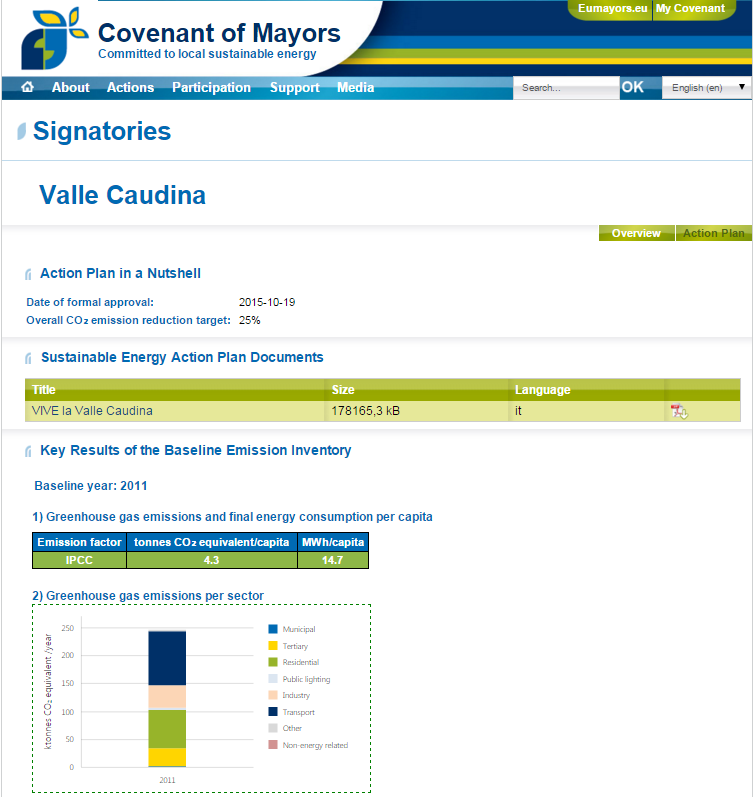 Eumayors.eu My Covenant
Covenant of Mayors
Committed to local sustainable energy
About Actions Participation Support Media Search... OK English (en)
Signatories
Valle Caudina
Overview Action Plan
Action Plan in a Nutshell
Date of formal approval: 2015-10-19
Overall CO₂ emission reduction target: 25%
Sustainable Energy Action Plan Documents
Title Size Language
VIVE la Valle Caudina 178165,3 kB it
Key Results of the Baseline Emission Inventory
Baseline year: 2011
1) Greenhouse gas emissions and final energy consumption per capita
Emission factor tonnes CO₂ equivalent/capita MWh/capita
IPCC 4.3 14.7
2) Greenhouse gas emissions per sector
ktonnes CO₂ equivalent /year
250
200
150
100
50
0
2011
Municipal
Tertiary
Residential
Public lighting
Industry
Transport
Other
Non-energy related